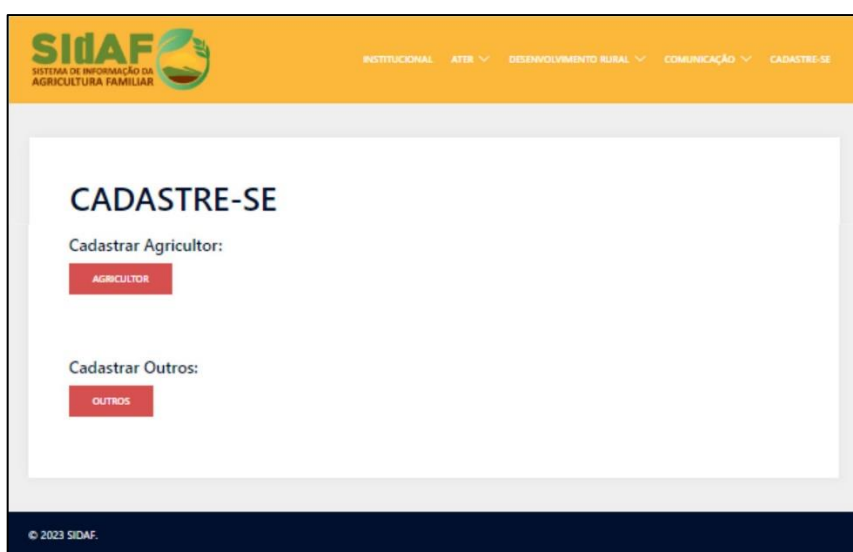 SIdAF
SISTEMA DE INFORMAÇÃO DA
AGRICULTURA FAMILIAR
INSTITUCIONAL ATER DESENVOLVIMENTO RURAL COMUNICAÇÃO CADASTRE-SE
CADASTRE-SE
Cadastrar Agricultor:
AGRICULTOR
Cadastrar Outros:
OUTROS
© 2023 SIDAF.